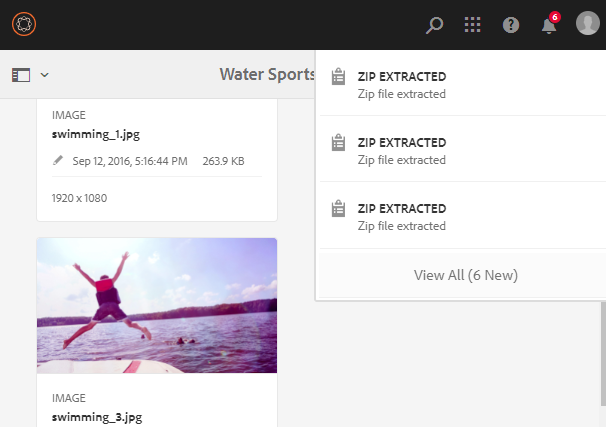 6
Water Sports
IMAGE
swimming_1.jpg
Sep 12, 2016, 5:16:44 PM 263.9 KB
1920 x 1080
IMAGE
swimming_3.jpg
ZIP EXTRACTED
Zip file extracted
ZIP EXTRACTED
Zip file extracted
ZIP EXTRACTED
Zip file extracted
View All (6 New)